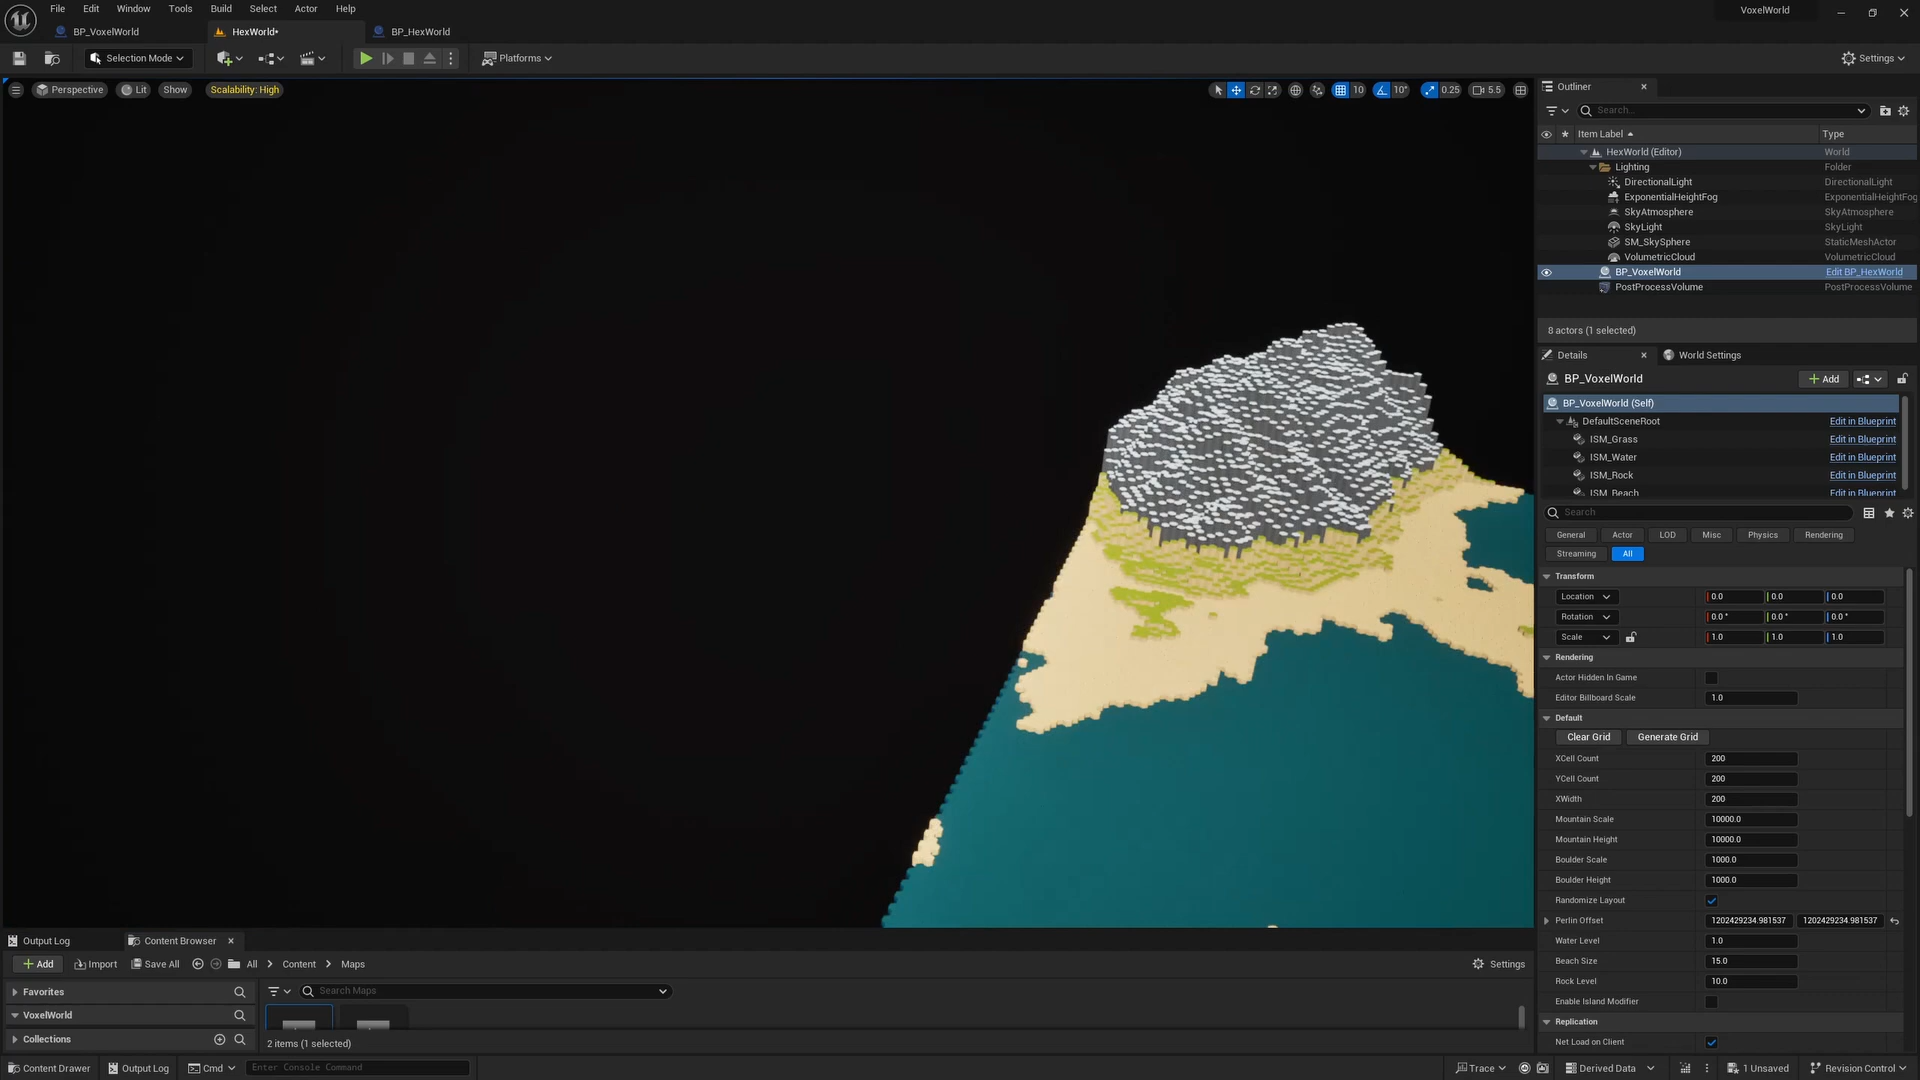 File Edit Window Tools Build Select Actor Help
VoxelWorld
BP_VoxelWorld HexWorld* BP_HexWorld
Selection Mode Platforms Settings
Perspective Lit Show Scalability: High 10 10° 0.25 5.5
Outliner
Search...
Item Label Type
HexWorld (Editor) World
Lighting Folder
DirectionalLight DirectionalLight
ExponentialHeightFog ExponentialHeightFog
SkyAtmosphere SkyAtmosphere
SkyLight SkyLight
SM_SkySphere StaticMeshActor
VolumetricCloud VolumetricCloud
BP_VoxelWorld Edit BP_HexWorld
PostProcessVolume PostProcessVolume
8 actors (1 selected)
Details World Settings
BP_VoxelWorld Add
BP_VoxelWorld (Self)
DefaultSceneRoot Edit in Blueprint
ISM_Grass Edit in Blueprint
ISM_Water Edit in Blueprint
ISM_Rock Edit in Blueprint
ISM_Beach Edit in Blueprint
Search
General Actor LOD Misc Physics Rendering
Streaming All
Transform
Location 0.0 0.0 0.0
Rotation 0.0 ° 0.0 ° 0.0 °
Scale 1.0 1.0 1.0
Rendering
Actor Hidden In Game
Editor Billboard Scale 1.0
Default
Clear Grid Generate Grid
XCell Count 200
YCell Count 200
XWidth 200
Mountain Scale 10000.0
Mountain Height 10000.0
Boulder Scale 1000.0
Boulder Height 1000.0
Randomize Layout
Perlin Offset 1202429234.981537 1202429234.981537
Water Level 1.0
Beach Size 15.0
Rock Level 10.0
Enable Island Modifier
Replication
Net Load on Client
Output Log Content Browser
Add Import Save All All Content Maps Settings
Favorites Search Maps
VoxelWorld
Collections 2 items (1 selected)
Content Drawer Output Log Cmd Enter Console Command Trace Derived Data 1 Unsaved Revision Control